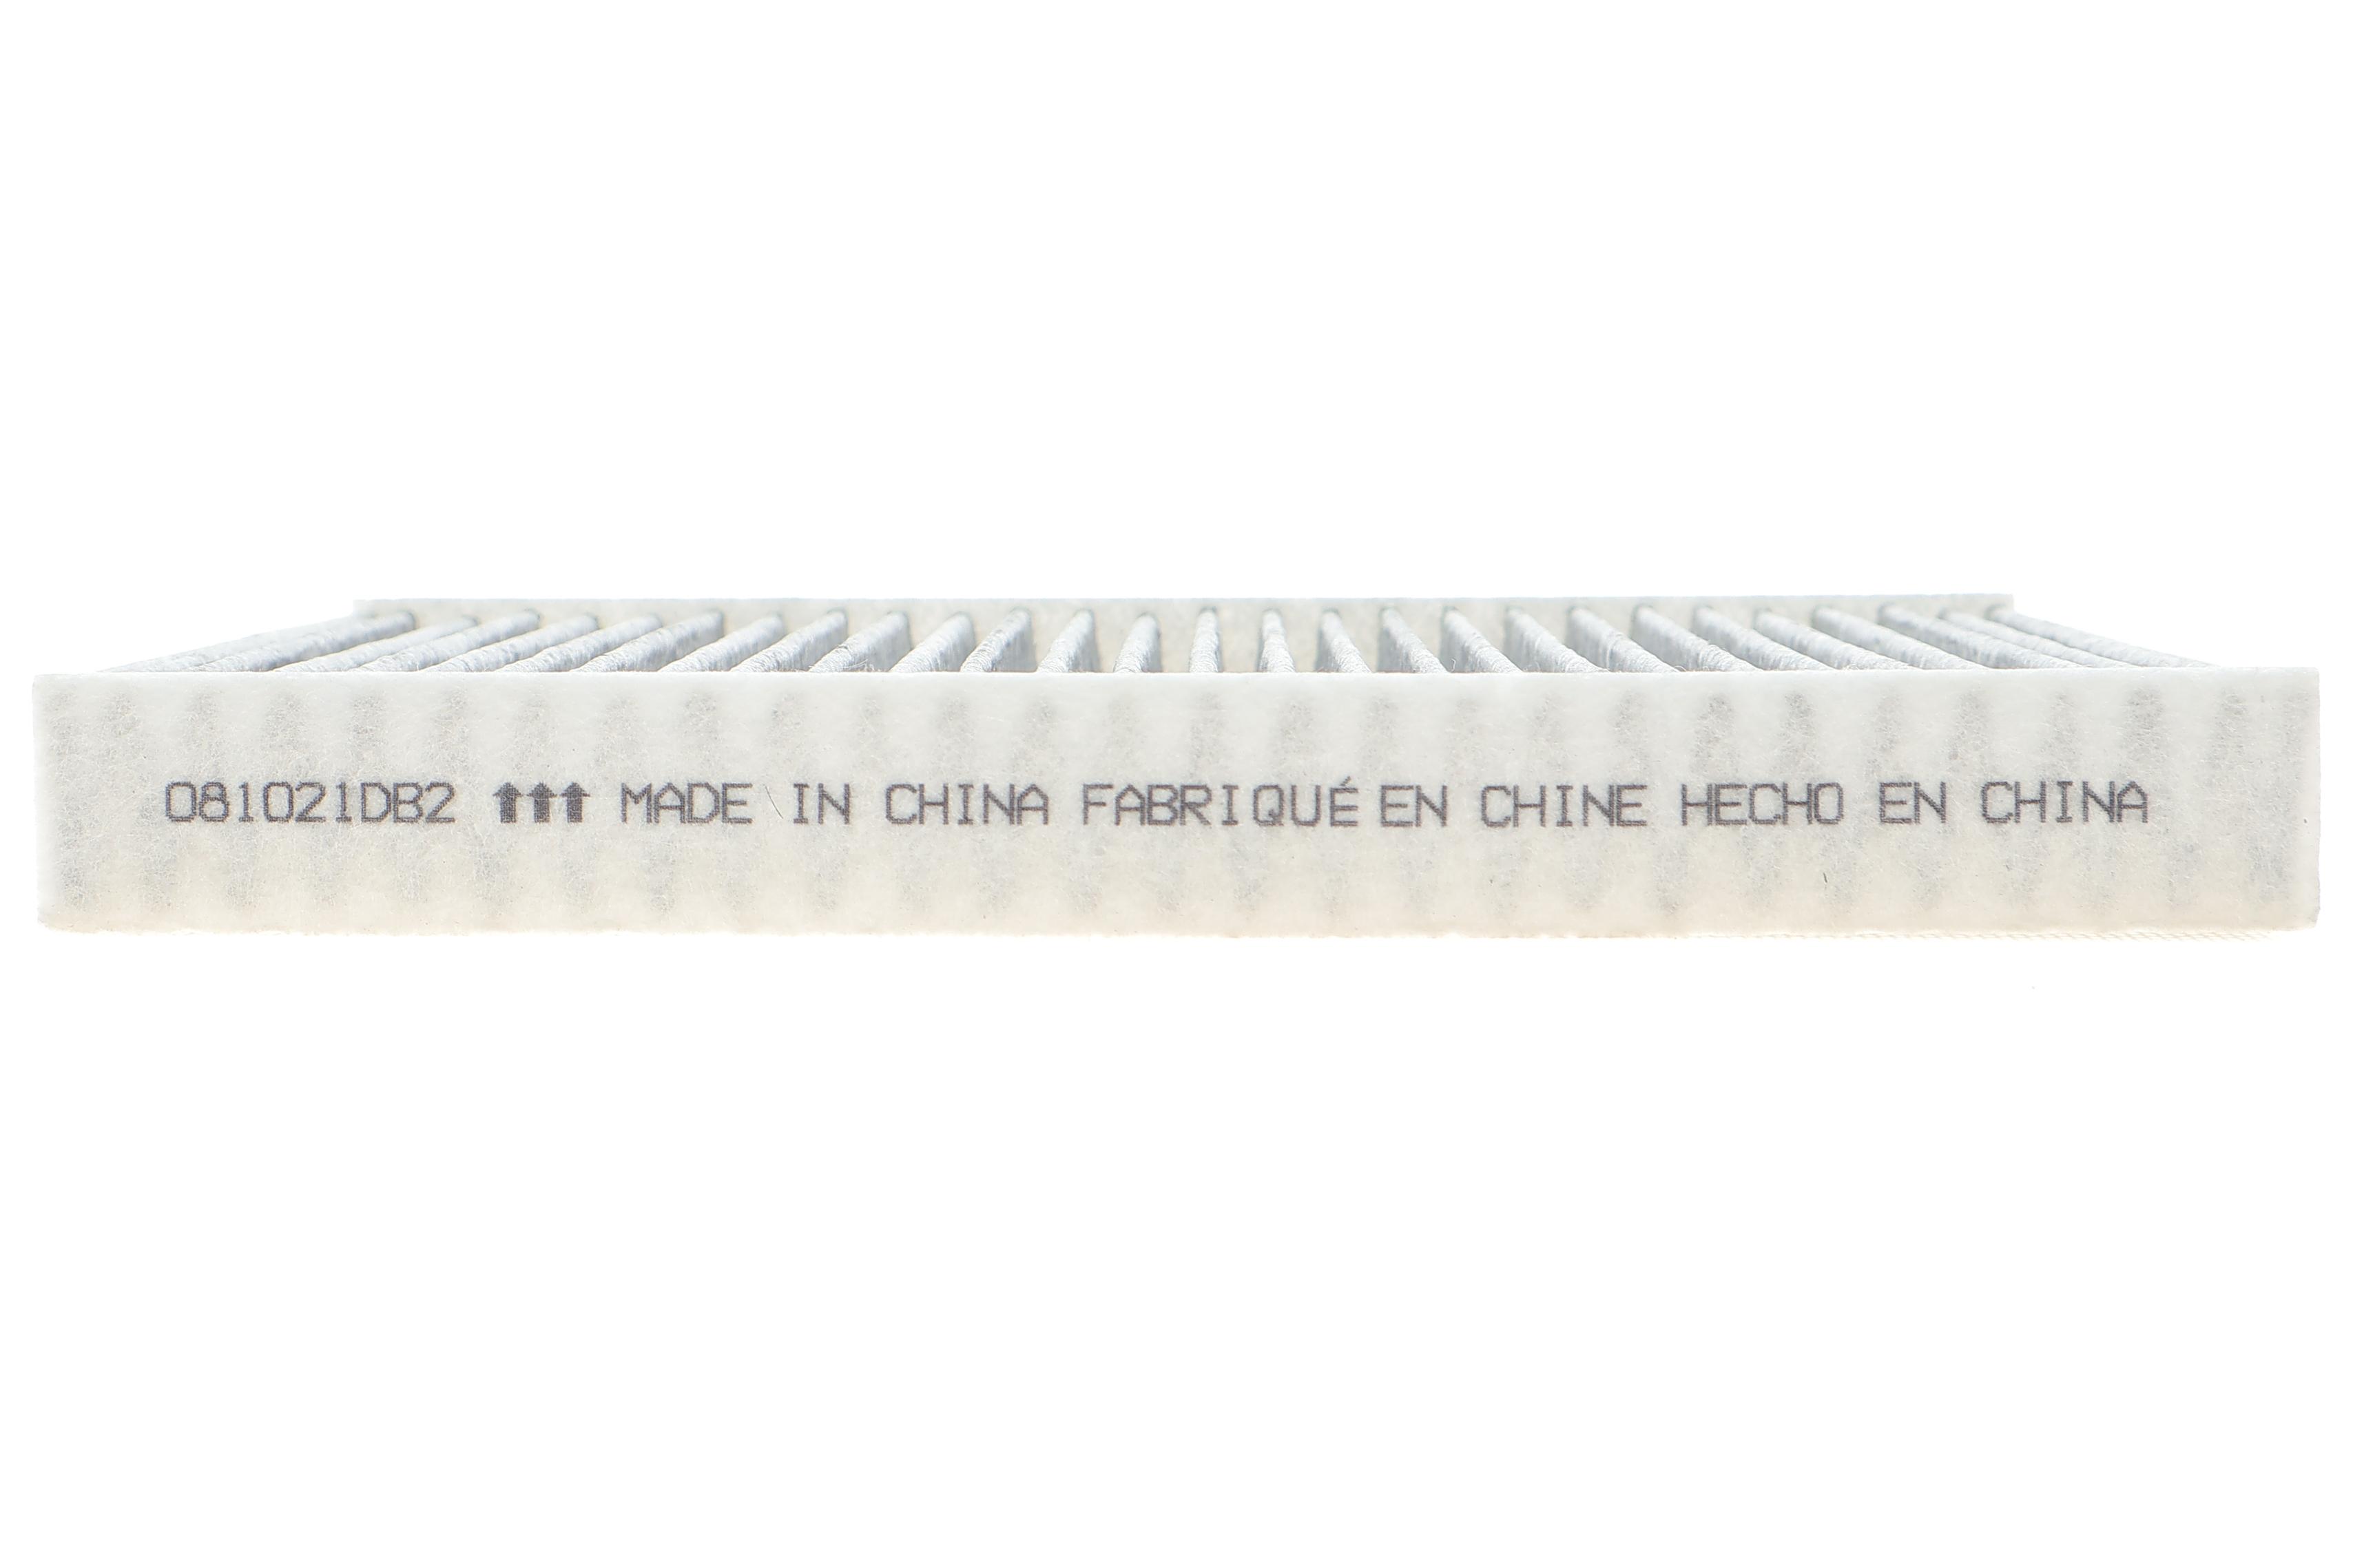 081021DB2 ⬆⬆⬆ MADE IN CHINA FABRIQUÉ EN CHINE HECHO EN CHINA